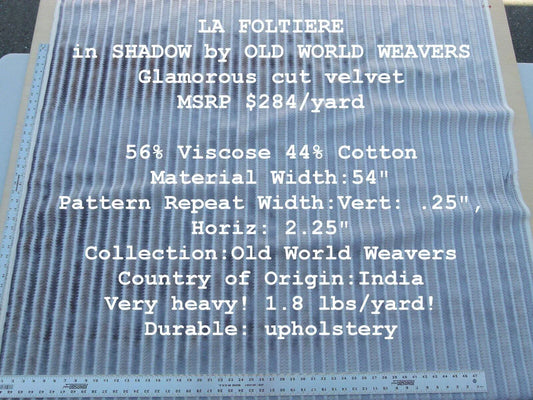 LA FOLTIERE
in SHADOW by OLD WORLD WEAVERS
Glamorous cut velvet
MSRP $284/yard
56% Viscose 44% Cotton
Material Width:54"
Pattern Repeat Width:Vert: .25",
Horiz: 2.25"
Collection:Old World Weavers
Country of Origin:India
Very heavy! 1.8 lbs/yard!
Durable: upholstery